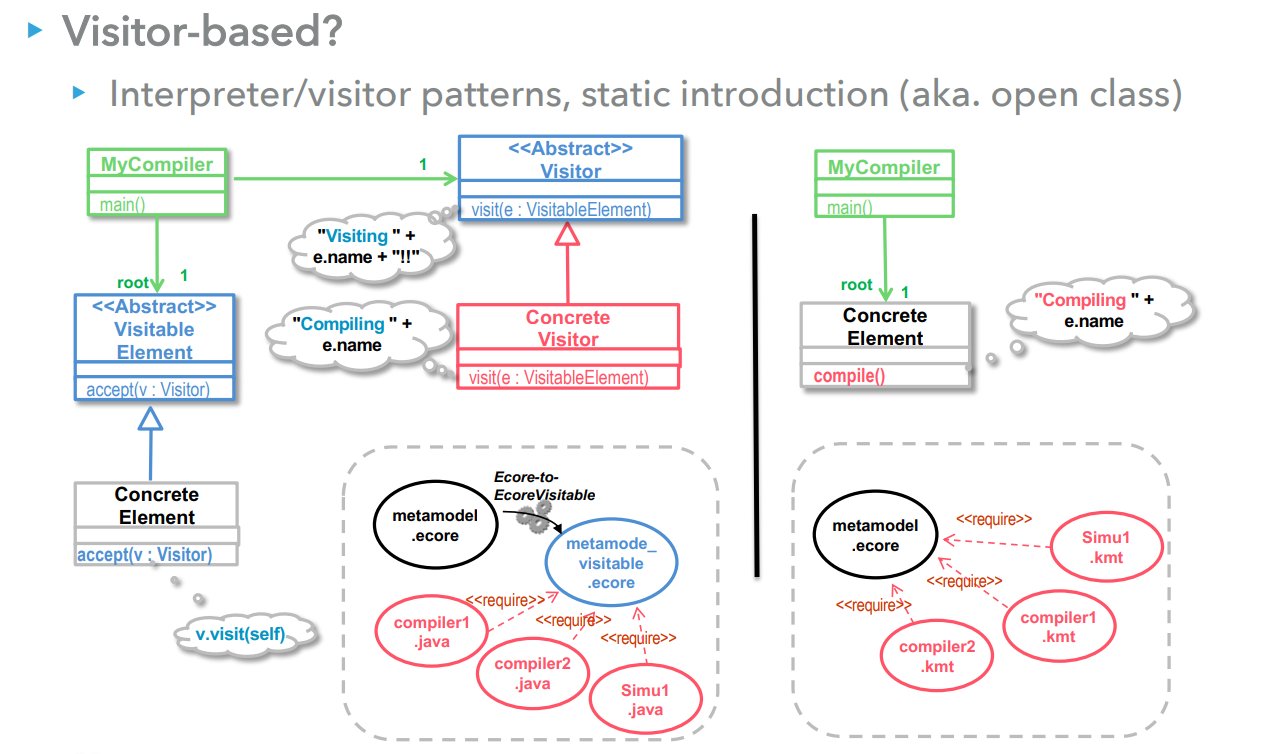 Visitor-based?
Interpreter/visitor patterns, static introduction (aka. open class)
MyCompiler
main()
1
<<Abstract>>
Visitor
visit(e : VisitableElement)
"Visiting " +
e.name + "!!"
root
1
<<Abstract>>
Visitable
Element
accept(v : Visitor)
"Compiling " +
e.name
Concrete
Visitor
visit(e : VisitableElement)
Concrete
Element
accept(v : Visitor)
v.visit(self)
metamodel
.ecore
Ecore-to-
EcoreVisitable
metamode_
visitable
.ecore
<<require>>
<<require>>
<<require>>
compiler1
.java
compiler2
.java
Simu1
.java
MyCompiler
main()
root
1
Concrete
Element
compile()
"Compiling " +
e.name
metamodel
.ecore
<<require>>
<<require>>
<<require>>
Simu1
.kmt
compiler1
.kmt
compiler2
.kmt